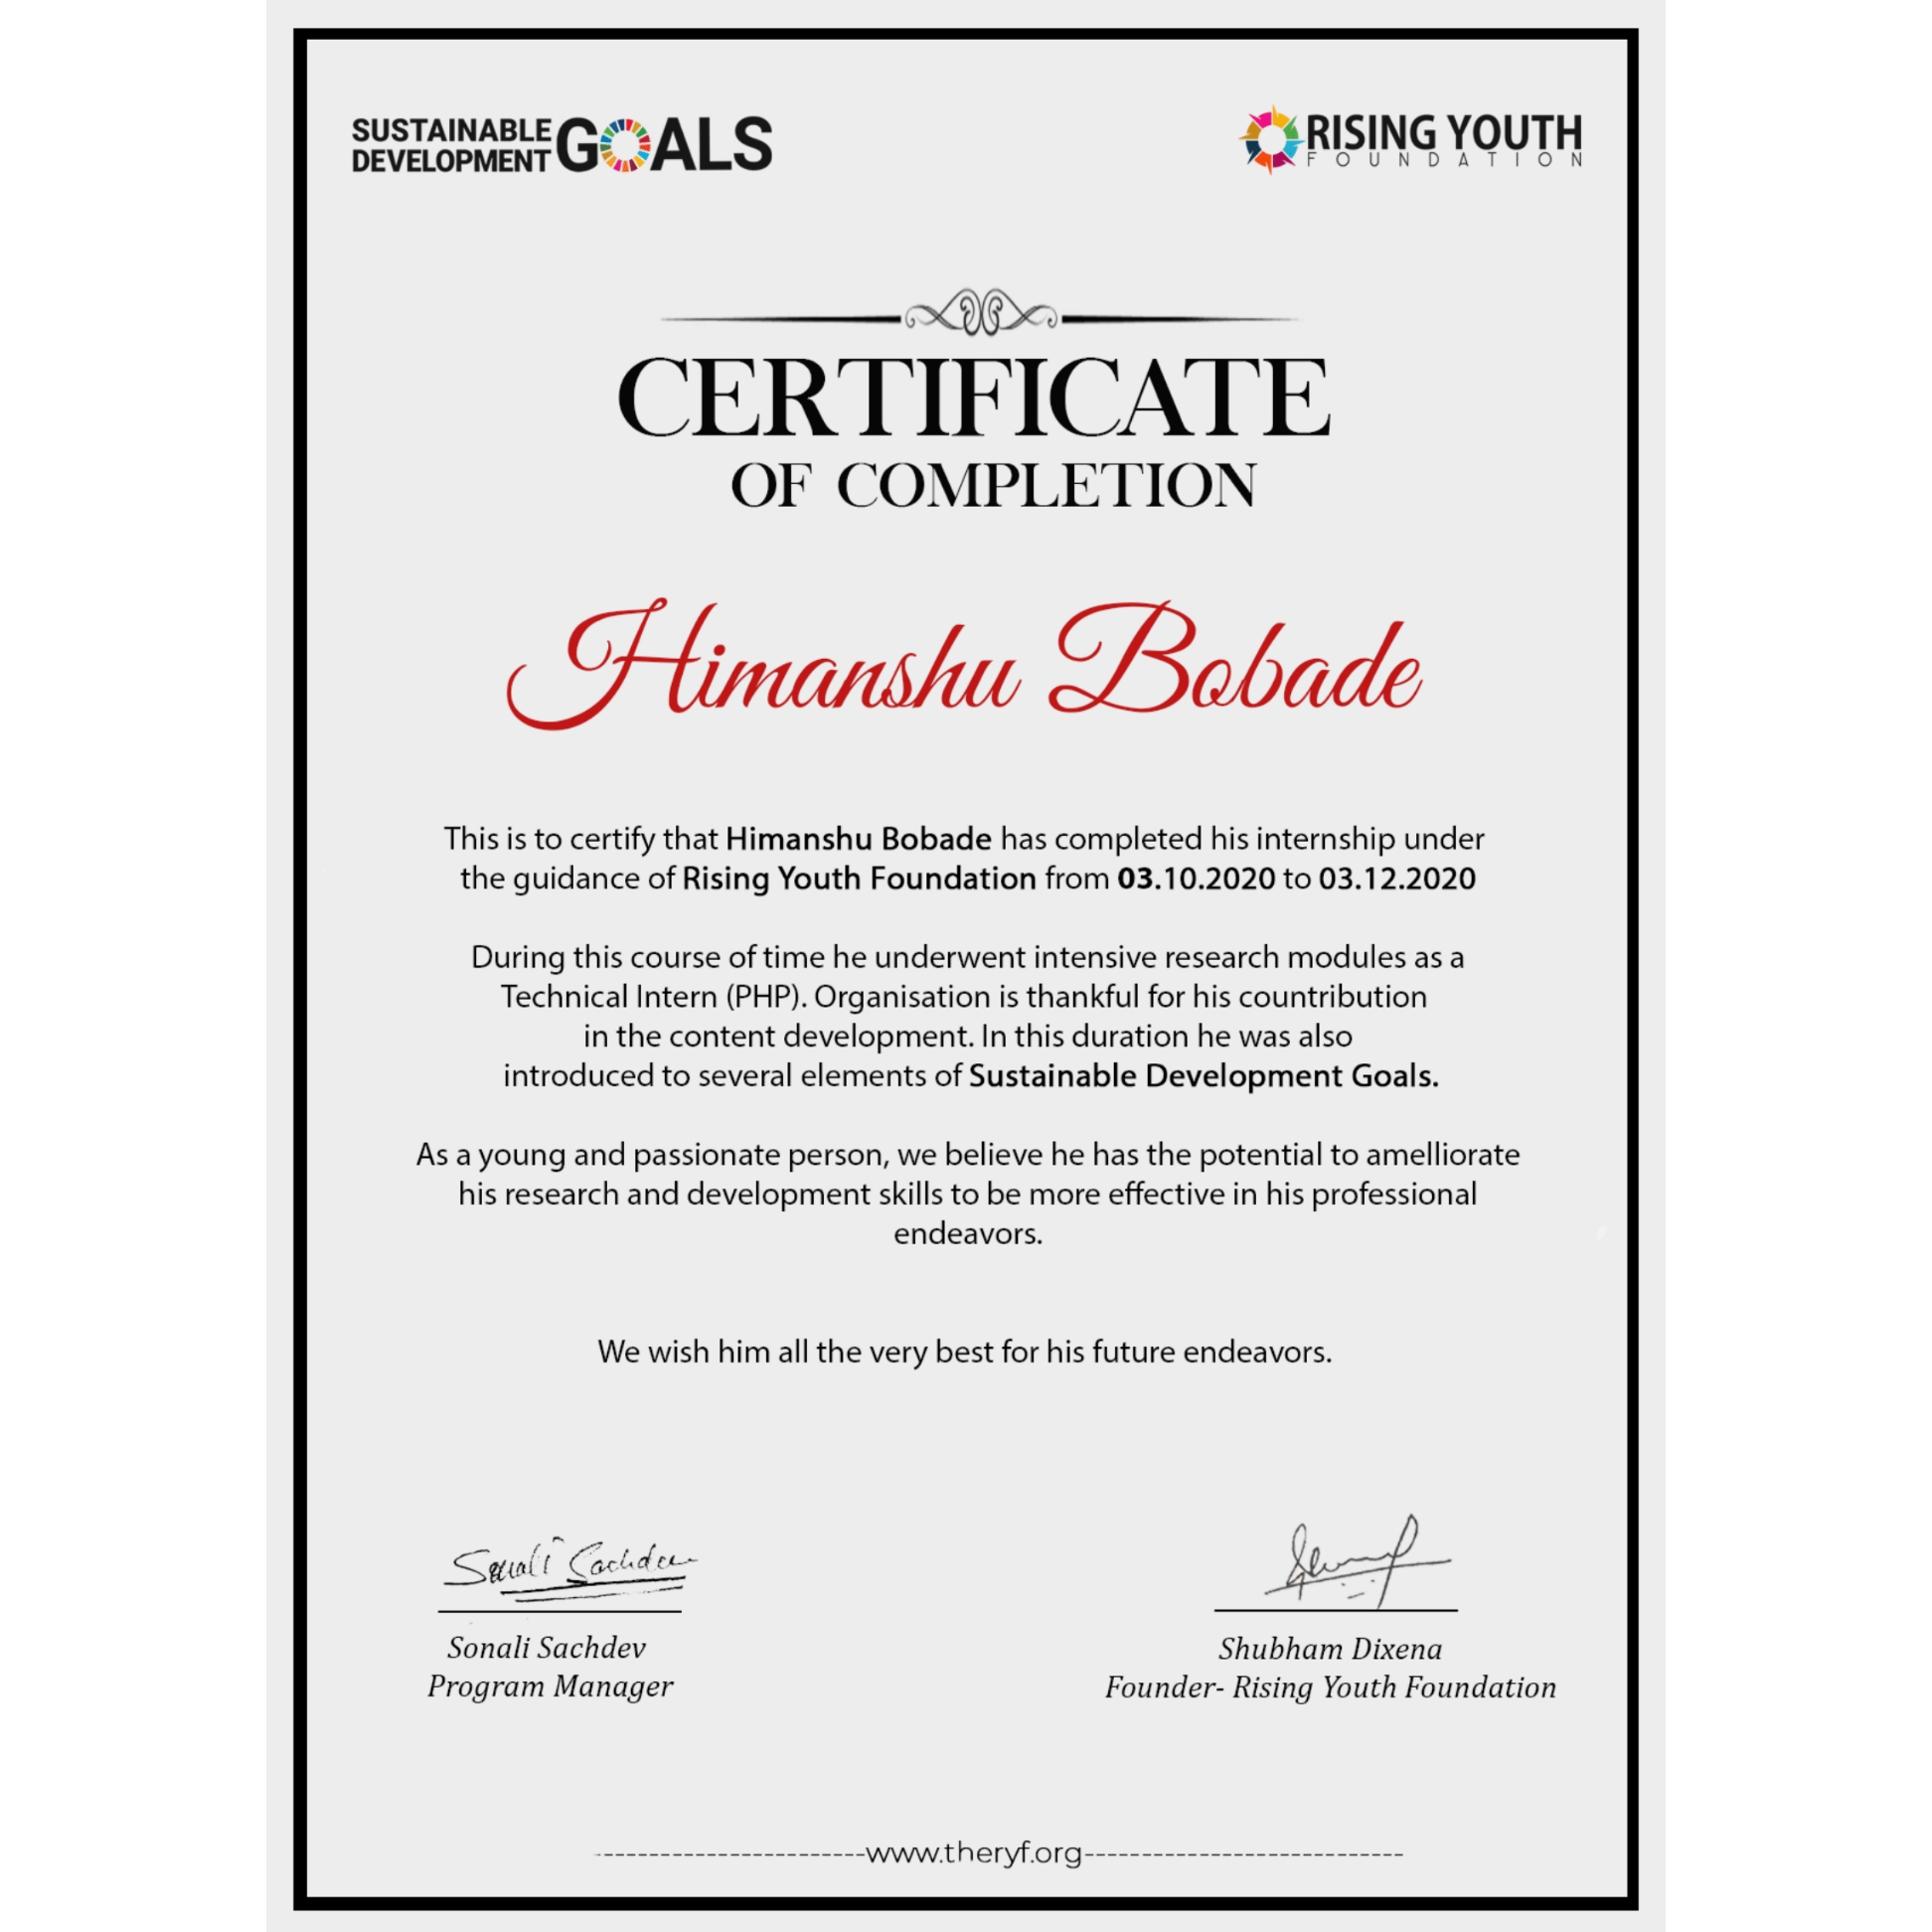 SUSTAINABLE
DEVELOPMENT GOALS
RISING YOUTH
FOUNDATION
CERTIFICATE
OF COMPLETION
Himanshu Bobade
This is to certify that Himanshu Bobade has completed his internship under
the guidance of Rising Youth Foundation from 03.10.2020 to 03.12.2020
During this course of time he underwent intensive research modules as a
Technical Intern (PHP). Organisation is thankful for his countribution
in the content development. In this duration he was also
introduced to several elements of Sustainable Development Goals.
As a young and passionate person, we believe he has the potential to amelliorate
his research and development skills to be more effective in his professional
endeavors.
We wish him all the very best for his future endeavors.
Sonali Sachdev
Sonali Sachdev
Program Manager
Shubham Dixena
Founder- Rising Youth Foundation
-----------------------www.theryf.org----------------------------